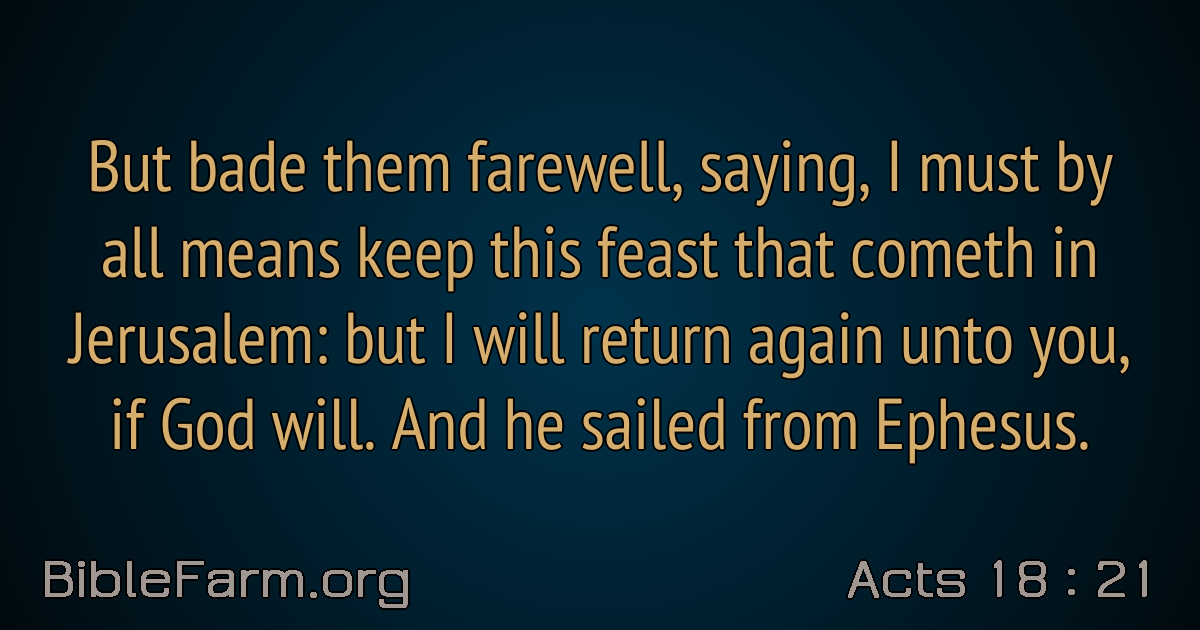 But bade them farewell, saying, I must by
all means keep this feast that cometh in
Jerusalem: but I will return again unto you,
if God will. And he sailed from Ephesus.
BibleFarm.org
Acts 18 : 21